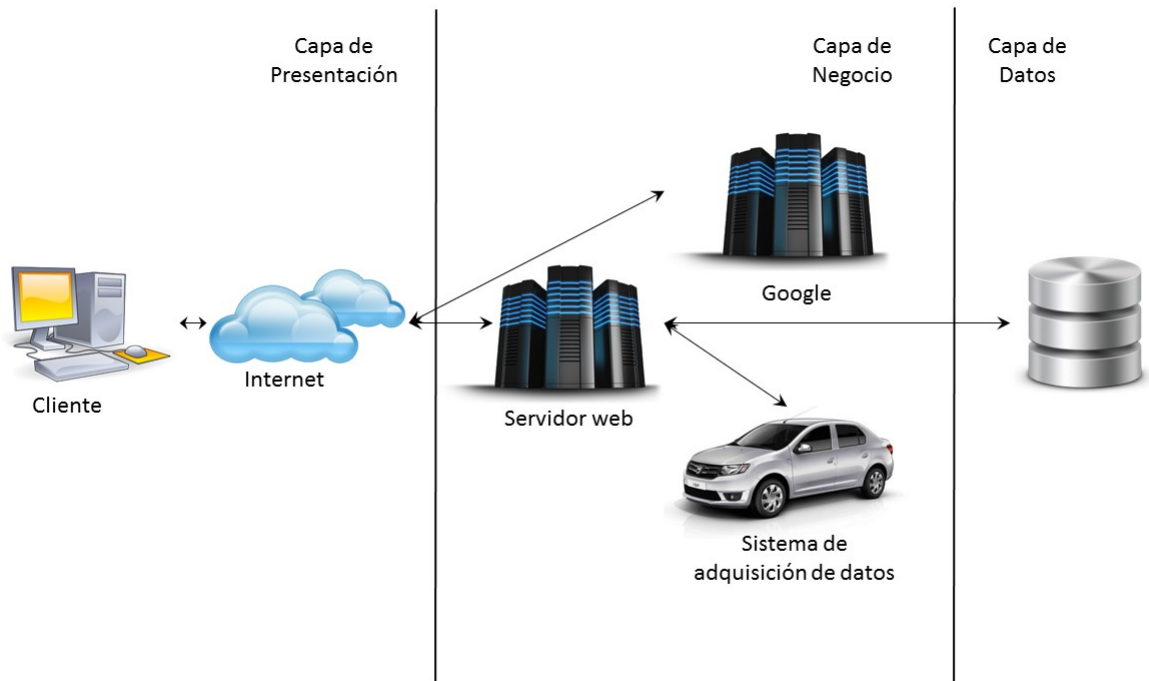 Capa de
Presentación
Capa de
Negocio
Capa de
Datos
Google
Internet
Cliente
Servidor web
Sistema de
adquisición de datos